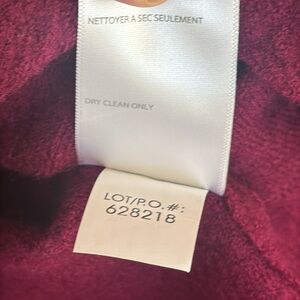 NETTOYER A SEC SEULEMENT
DRY CLEAN ONLY
LOT/P.O.#:
628218